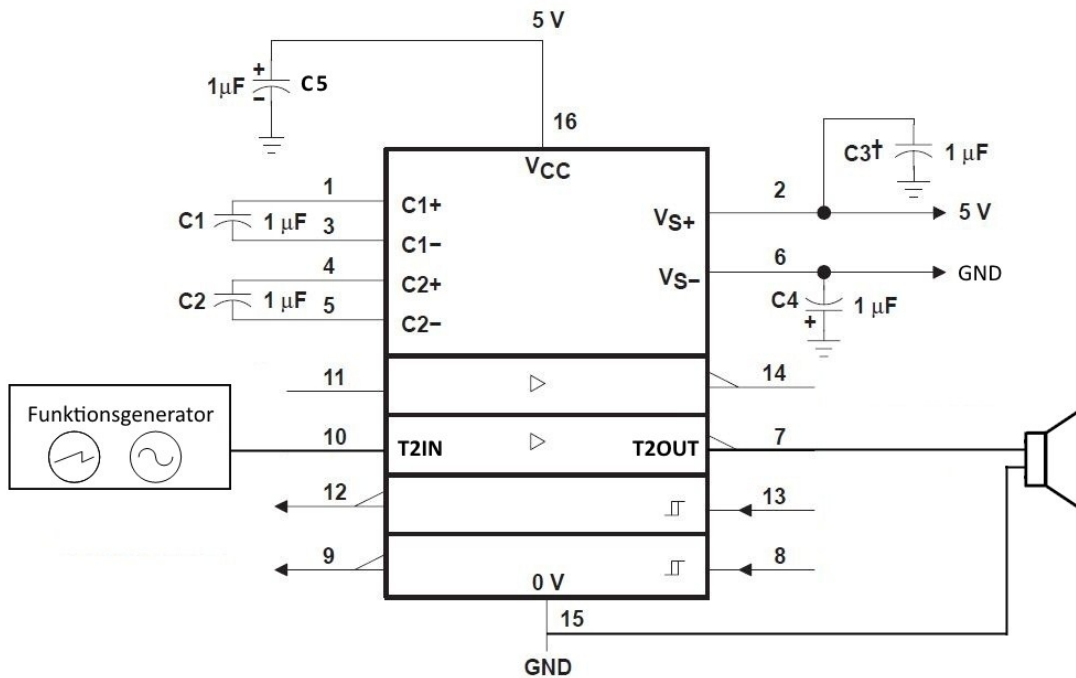 5 V
1μF
+
−
C5
16
VCC
C3†
1 μF
1
C1+
2
VS+
5 V
C1
1 μF
3
C1−
4
C2+
6
VS−
GND
C2
1 μF
5
C2−
C4
+
1 μF
11
14
Funktionsgenerator
10
T2IN
T2OUT
7
12
13
9
8
0 V
15
GND